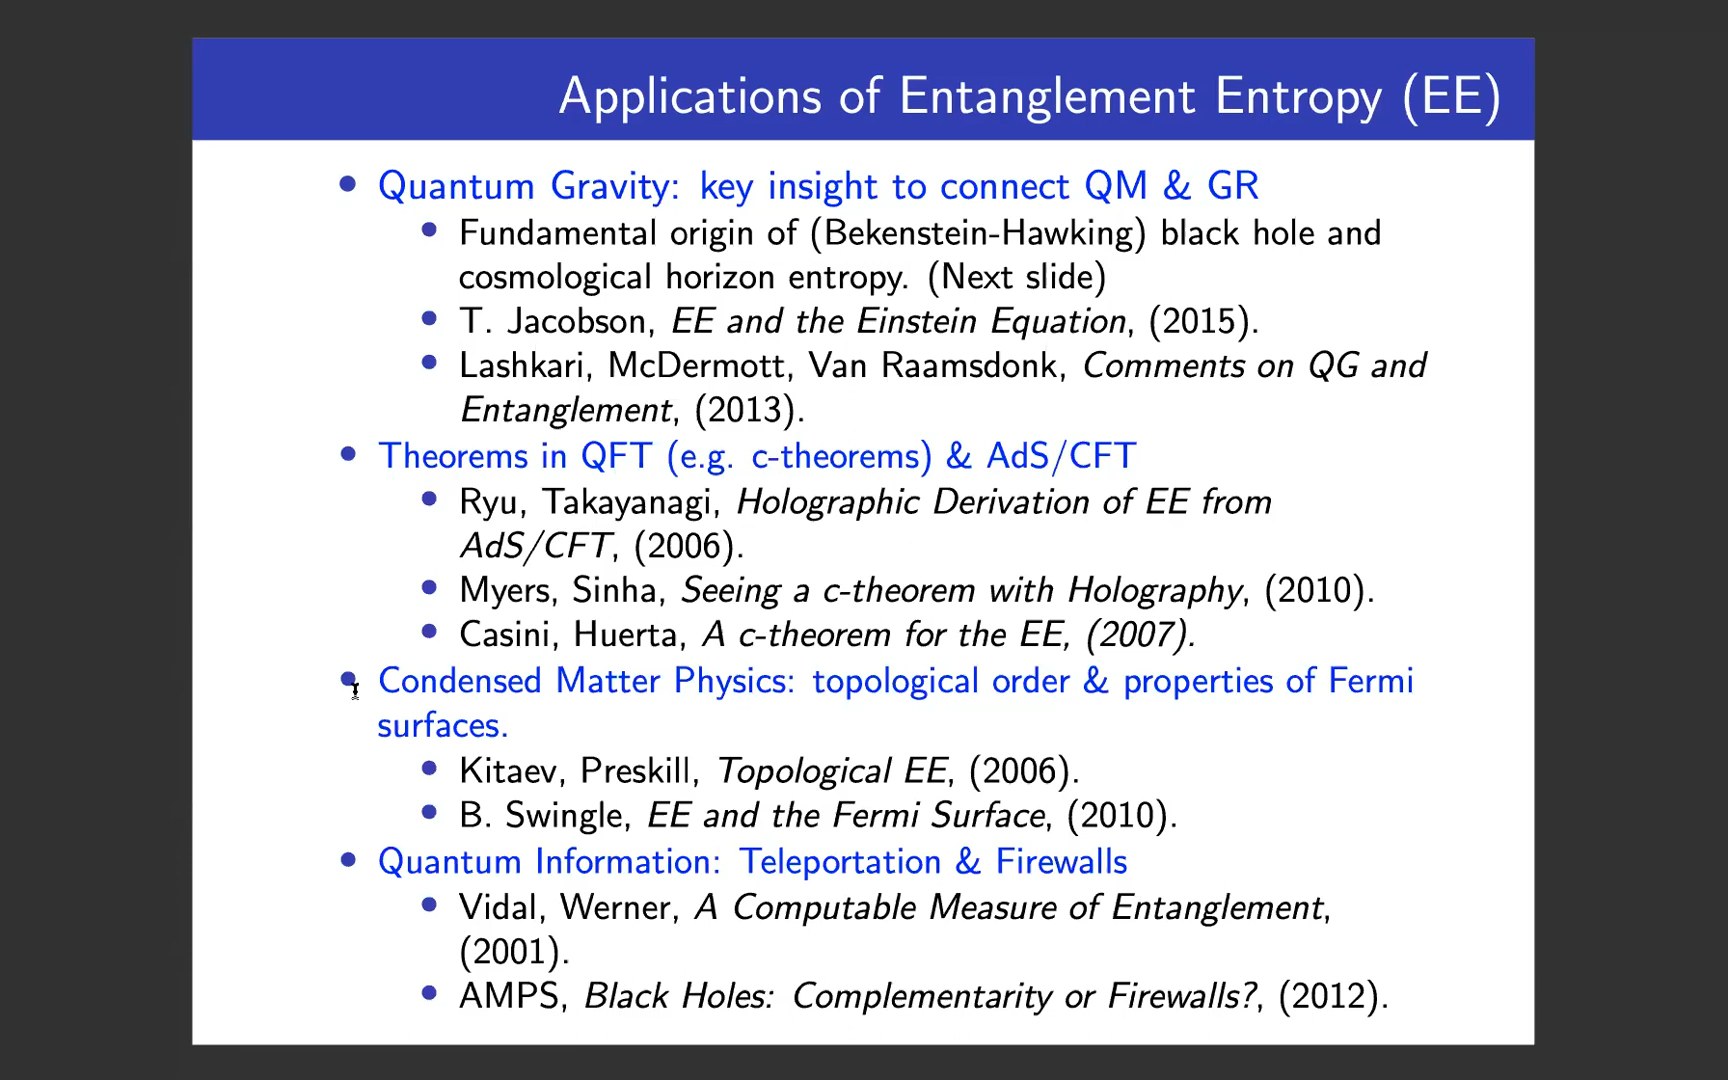 Applications of Entanglement Entropy (EE)
Quantum Gravity: key insight to connect QM & GR
Fundamental origin of (Bekenstein-Hawking) black hole and
cosmological horizon entropy. (Next slide)
T. Jacobson, EE and the Einstein Equation, (2015).
Lashkari, McDermott, Van Raamsdonk, Comments on QG and
Entanglement, (2013).
Theorems in QFT (e.g. c-theorems) & AdS/CFT
Ryu, Takayanagi, Holographic Derivation of EE from
AdS/CFT, (2006).
Myers, Sinha, Seeing a c-theorem with Holography, (2010).
Casini, Huerta, A c-theorem for the EE, (2007).
Condensed Matter Physics: topological order & properties of Fermi
surfaces.
Kitaev, Preskill, Topological EE, (2006).
B. Swingle, EE and the Fermi Surface, (2010).
Quantum Information: Teleportation & Firewalls
Vidal, Werner, A Computable Measure of Entanglement,
(2001).
AMPS, Black Holes: Complementarity or Firewalls?, (2012).